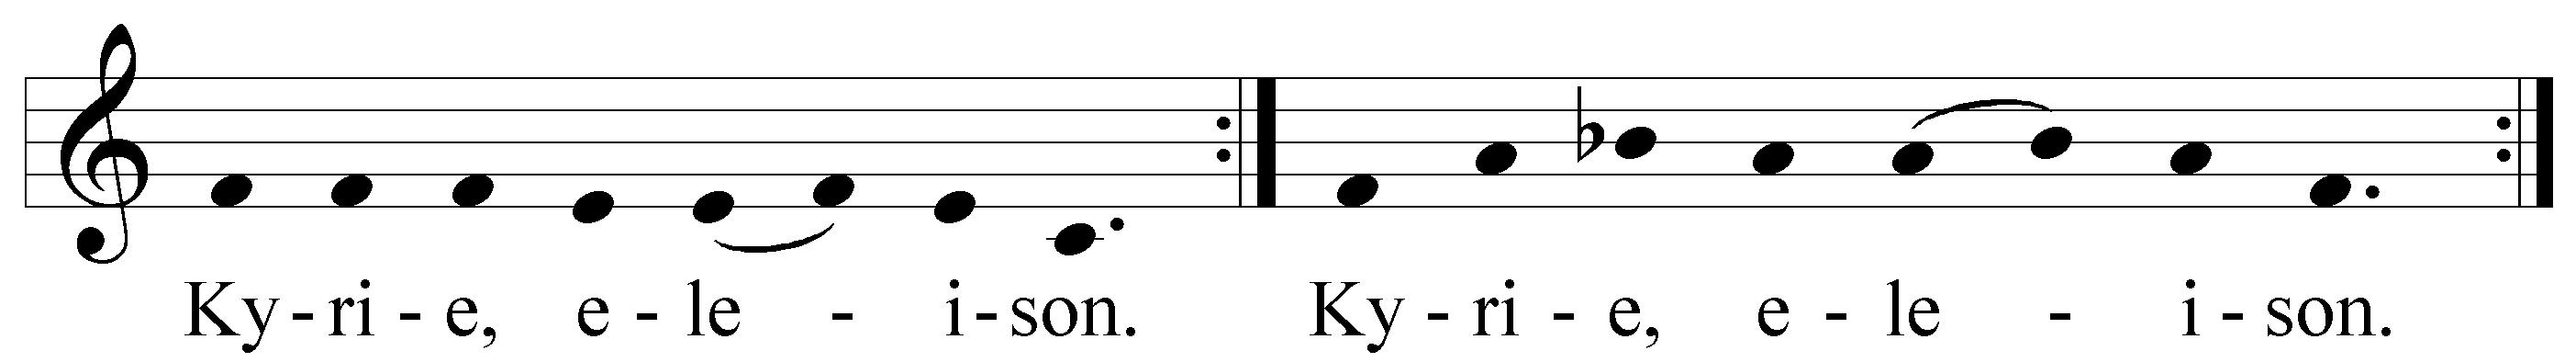 Ky - ri - e, e - le - i - son. Ky - ri - e, e - le - i - son.